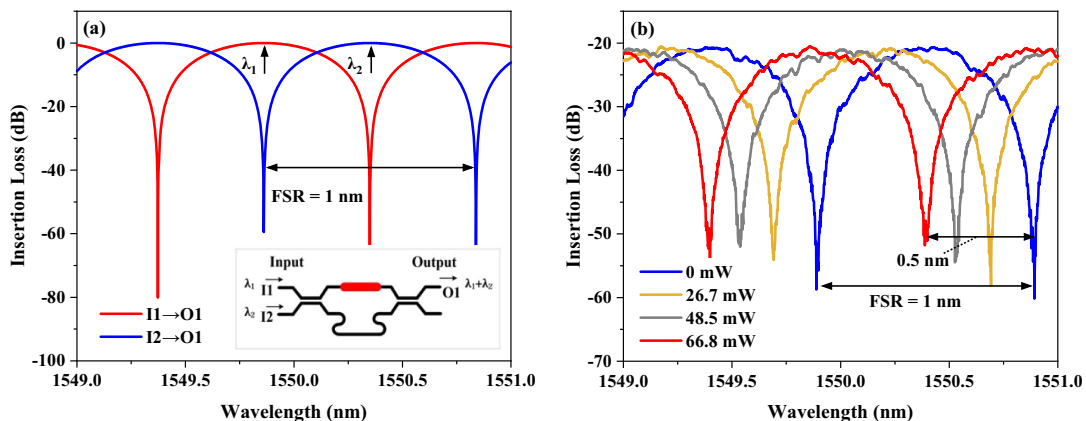 (a)
0
-20
-40
-60
-80
-100
Insertion Loss (dB)
λ1
λ2
FSR = 1 nm
Input
Output
λ1
I1
λ2
I2
O1
λ1+λ2
I1→O1
I2→O1
1549.0
1549.5
1550.0
1550.5
1551.0
Wavelength (nm)
(b)
-20
-30
-40
-50
-60
-70
Insertion Loss (dB)
0.5 nm
FSR = 1 nm
0 mW
26.7 mW
48.5 mW
66.8 mW
1549.0
1549.5
1550.0
1550.5
1551.0
Wavelength (nm)